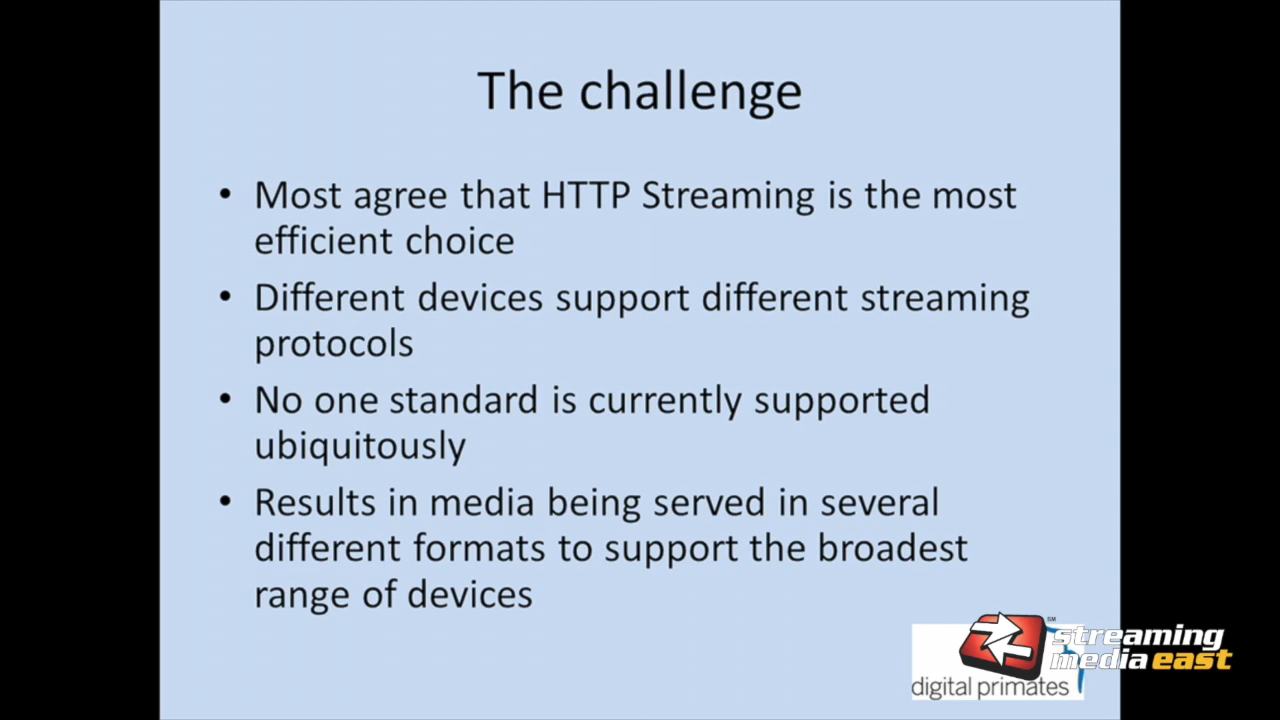 The challenge
• Most agree that HTTP Streaming is the most
efficient choice
• Different devices support different streaming
protocols
• No one standard is currently supported
ubiquitously
• Results in media being served in several
different formats to support the broadest
range of devices
SM
streaming
media east
digital primates